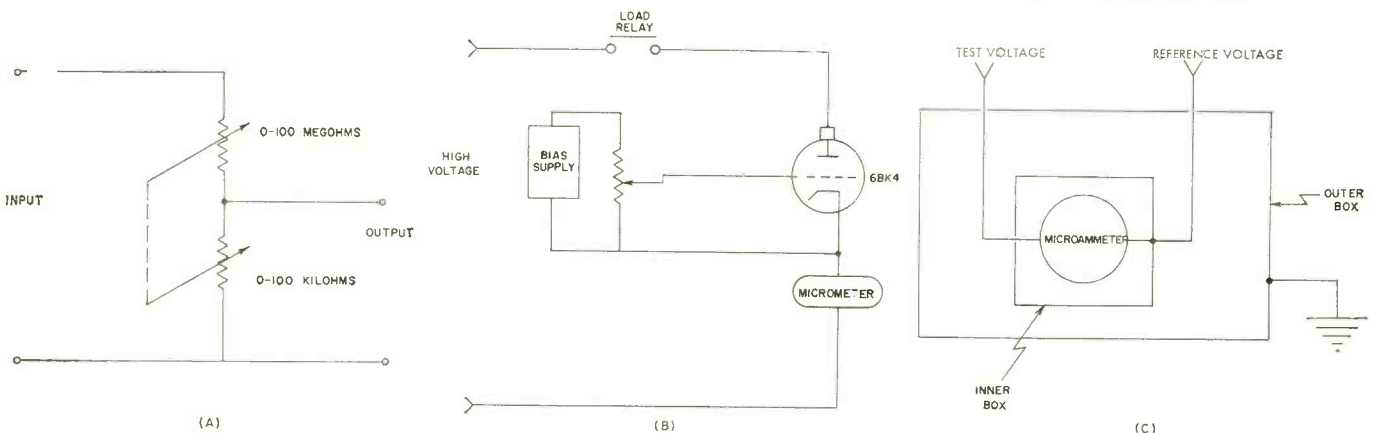 INPUT
0-100 MEGOHMS
OUTPUT
0-100 KILOHMS
(A)
LOAD
RELAY
HIGH
VOLTAGE
BIAS
SUPPLY
6BK4
MICROMETER
(B)
TEST VOLTAGE
REFERENCE VOLTAGE
MICROAMMETER
OUTER
BOX
INNER
BOX
(C)